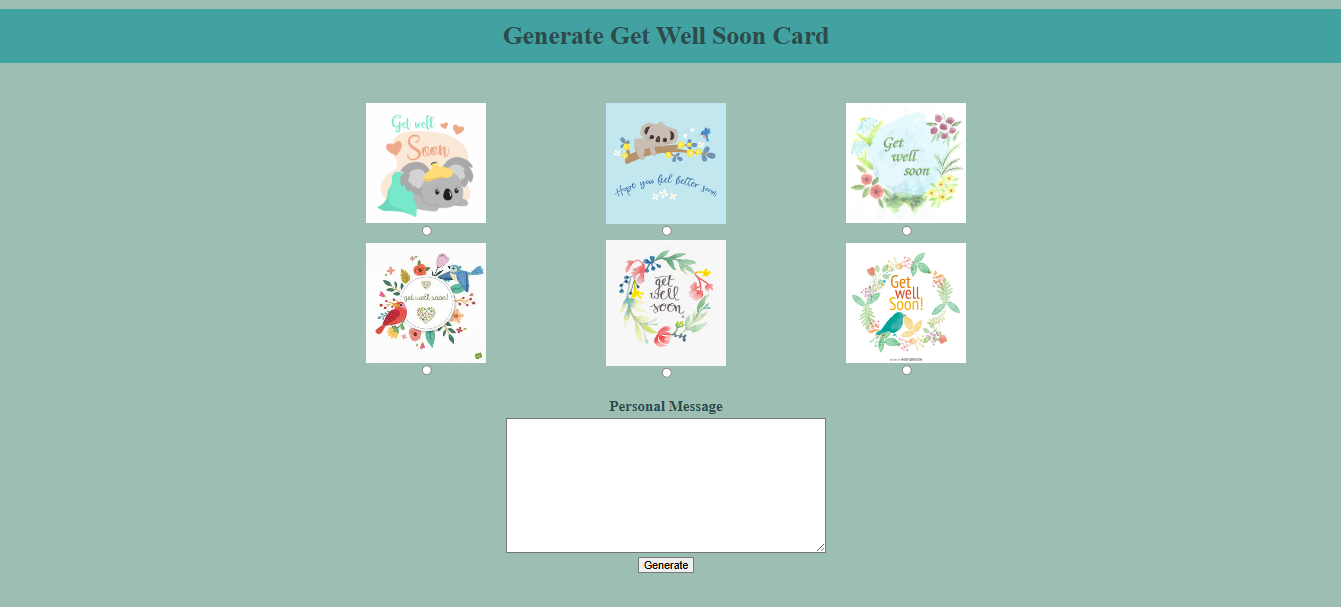 Generate Get Well Soon Card
Get well
Soon
Hope you feel better soon
Get
well
soon
get well soon!
get
well
soon
Get
well
Soon!
Personal Message
Generate